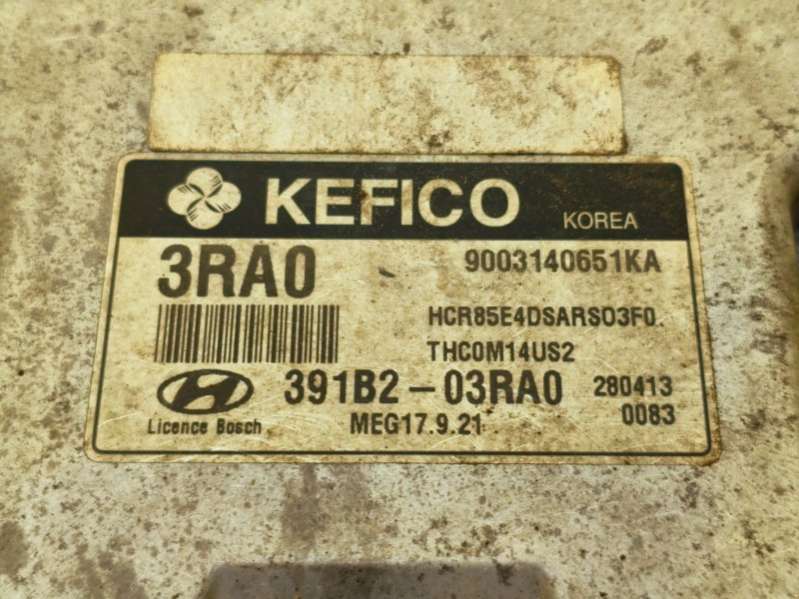 KEFICO KOREA
3RA0 9003140651KA
HCR85E4DSARS03F0
THC0M14US2
391B2-03RA0 280413
Licence Bosch MEG17.9.21 0083